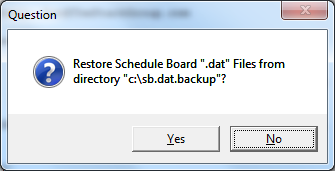 Question
Restore Schedule Board ".dat" Files from
directory "c:\sb.dat.backup"?
Yes
No